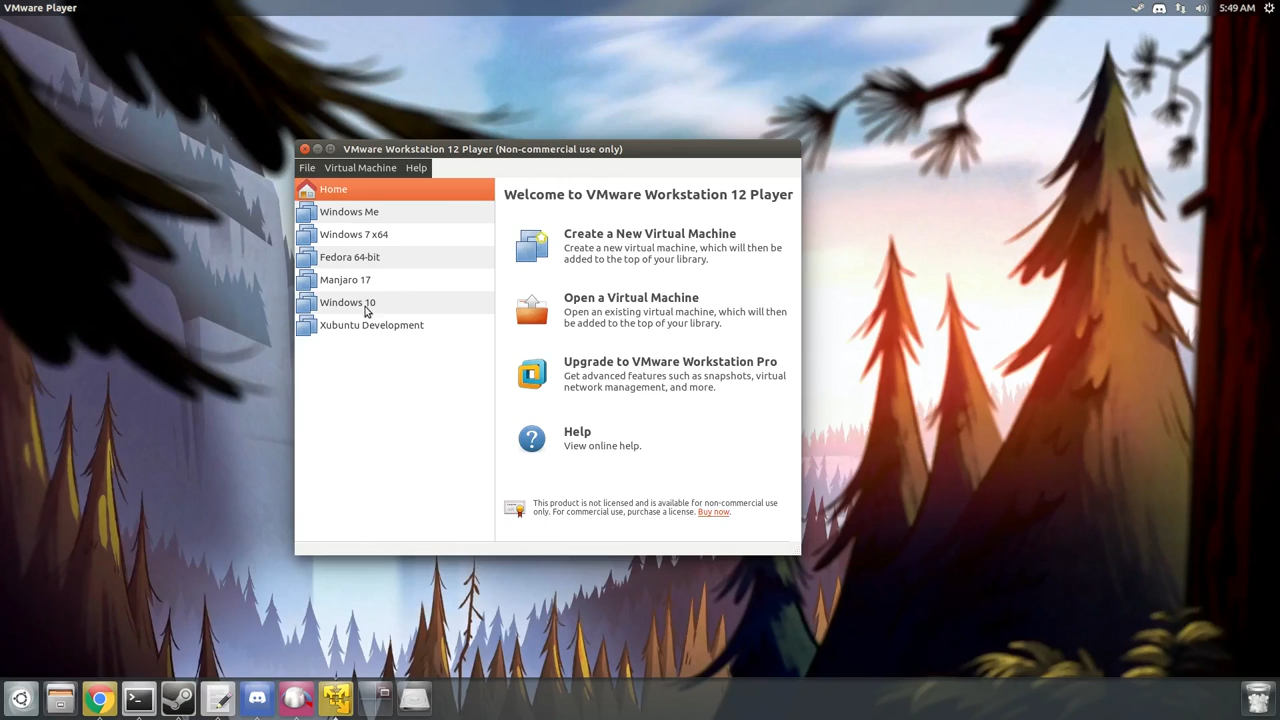 VMware Player
5:49 AM
VMware Workstation 12 Player (Non-commercial use only)
File Virtual Machine Help
Home
Windows Me
Windows 7 x64
Fedora 64-bit
Manjaro 17
Windows 10
Xubuntu Development
Welcome to VMware Workstation 12 Player
Create a New Virtual Machine
Create a new virtual machine, which will then be
added to the top of your library.
Open a Virtual Machine
Open an existing virtual machine, which will then
be added to the top of your library.
Upgrade to VMware Workstation Pro
Get advanced features such as snapshots, virtual
network management, and more.
Help
View online help.
This product is not licensed and is available for non-commercial use
only. For commercial use, purchase a license. Buy now.